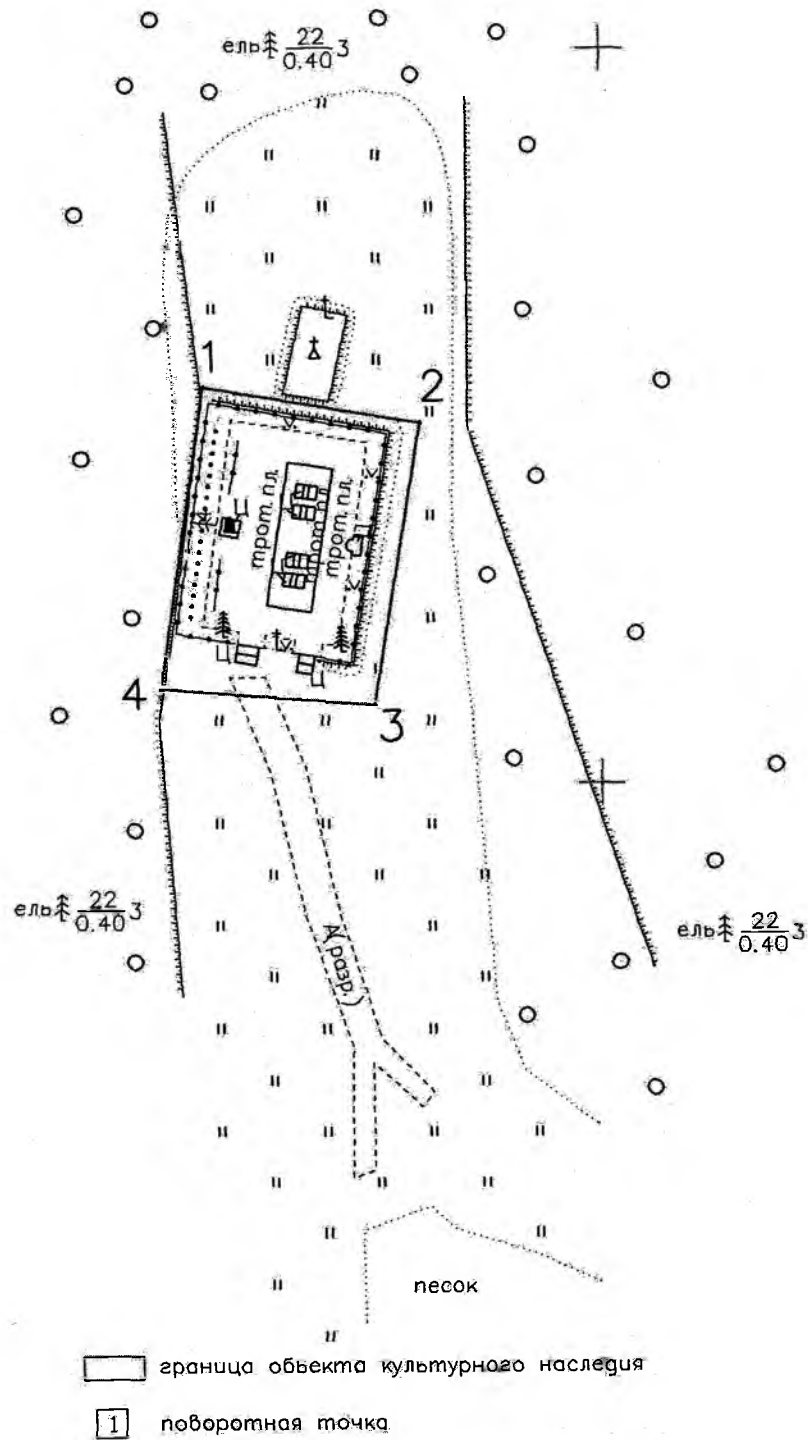 ель 22
0.40 3
1
2
трот. пл.
трот. пл.
4
3
ель 22
0.40 3
ель 22
0.40 3
А(разр.)
песок
граница объекта культурного наследия
1 поворотная точка